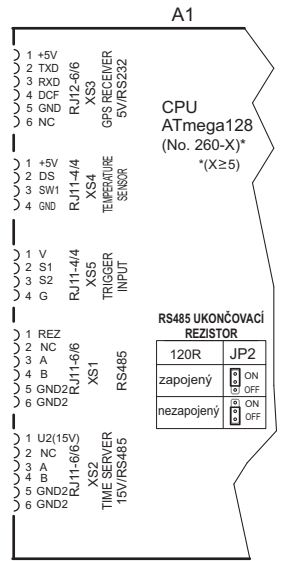 A1
1 +5V
2 TXD
3 RXD
4 DCF
5 GND
6 NC
RJ12-6/6
XS3
GPS RECEIVER
5V/RS232
CPU
ATmega128
(No. 260-X)*
*(X≥5)
1 +5V
2 DS
3 SW1
4 GND
RJ11-4/4
XS4
TEMPERATURE
SENSOR
1 V
2 S1
3 S2
4 G
RJ11-4/4
XS5
TRIGGER
INPUT
RS485 UKONČOVACÍ
REZISTOR
120R JP2
zapojený ON
OFF
nezapojený ON
OFF
1 REZ
2 NC
3 A
4 B
5 GND2
6 GND2
RJ11-6/6
XS1
RS485
1 U2(15V)
2 NC
3 A
4 B
5 GND2
6 GND2
RJ11-6/6
XS2
TIME SERVER
15V/RS485